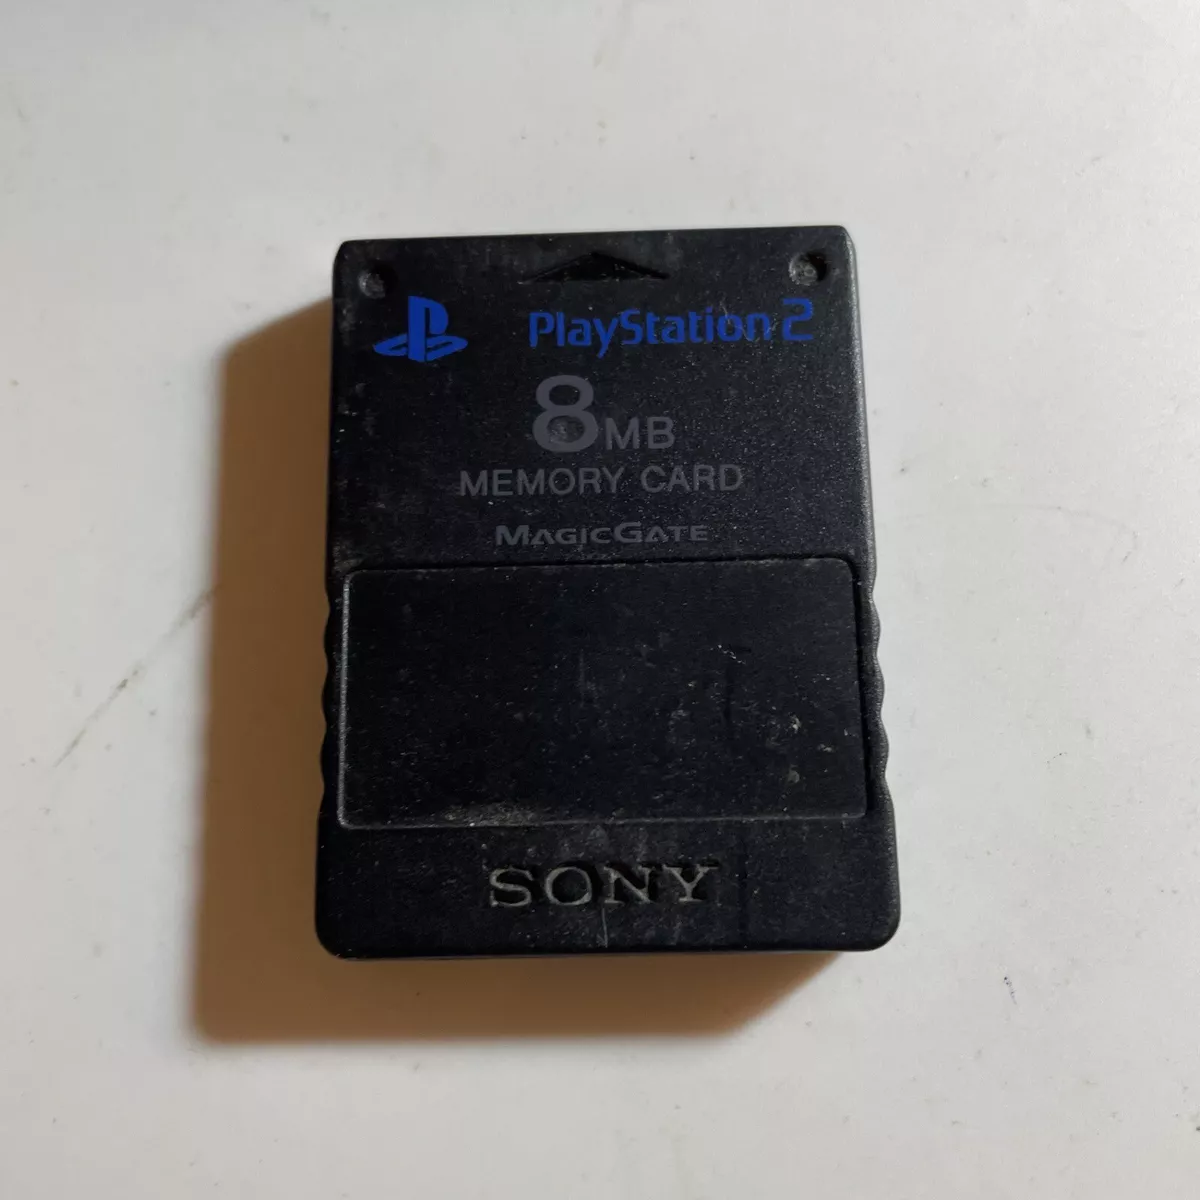 PlayStation 2
8MB
MEMORY CARD
MAGICGATE
SONY